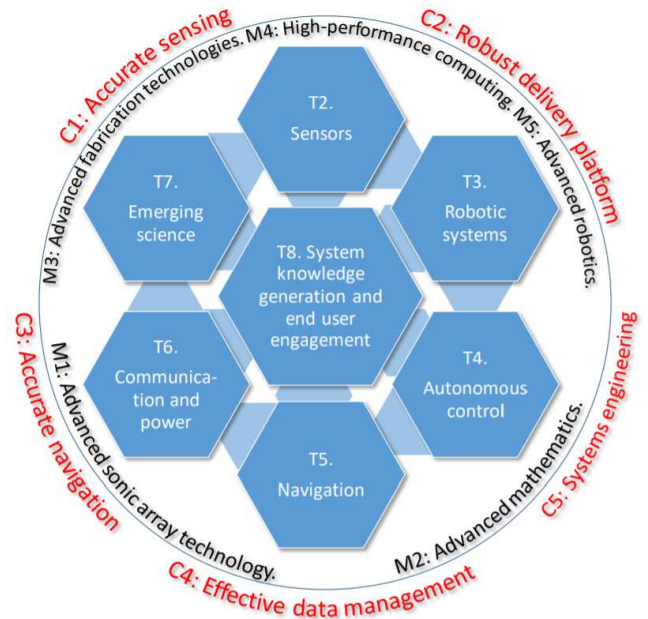 C1: Accurate sensing
C2: Robust delivery platform
C3: Accurate navigation
C4: Effective data management
C5: Systems engineering
M3: Advanced fabrication technologies.
M4: High-performance computing.
M5: Advanced robotics.
M1: Advanced sonic array technology.
M2: Advanced mathematics.
T2.
Sensors
T7.
Emerging
science
T3.
Robotic
systems
T8. System
knowledge
generation and
end user
engagement
T6.
Communica-
tion and
power
T4.
Autonomous
control
T5.
Navigation